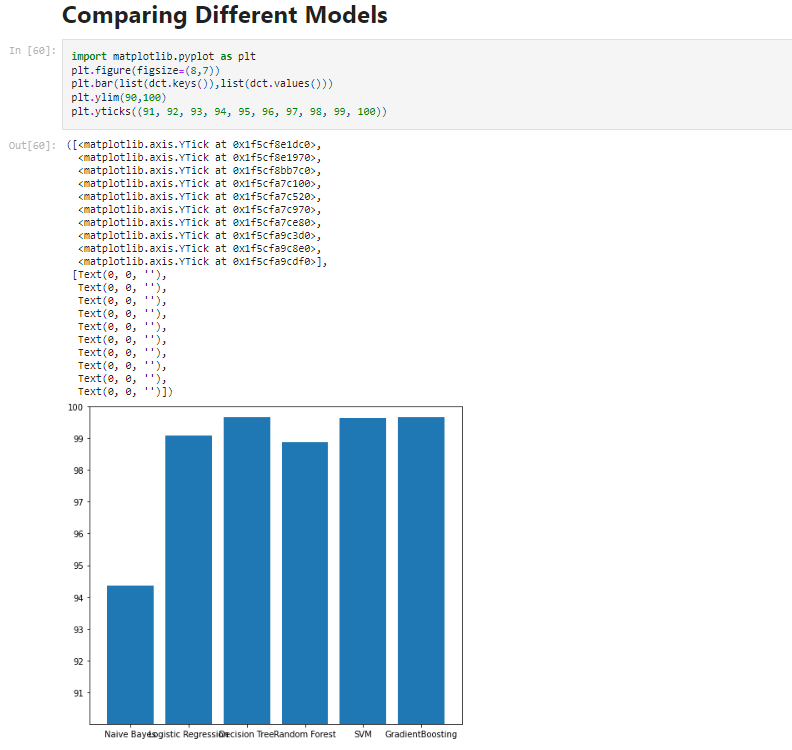 Comparing Different Models
In [60]:
import matplotlib.pyplot as plt
plt.figure(figsize=(8,7))
plt.bar(list(dct.keys()),list(dct.values()))
plt.ylim(90,100)
plt.yticks((91, 92, 93, 94, 95, 96, 97, 98, 99, 100))
Out[60]:
([<matplotlib.axis.YTick at 0x1f5cf8e1dc0>,
<matplotlib.axis.YTick at 0x1f5cf8e1970>,
<matplotlib.axis.YTick at 0x1f5cf8bb7c0>,
<matplotlib.axis.YTick at 0x1f5cfa7c100>,
<matplotlib.axis.YTick at 0x1f5cfa7c520>,
<matplotlib.axis.YTick at 0x1f5cfa7c970>,
<matplotlib.axis.YTick at 0x1f5cfa7ce80>,
<matplotlib.axis.YTick at 0x1f5cfa9c3d0>,
<matplotlib.axis.YTick at 0x1f5cfa9c8e0>,
<matplotlib.axis.YTick at 0x1f5cfa9cdf0>],
[Text(0, 0, ''),
Text(0, 0, ''),
Text(0, 0, ''),
Text(0, 0, ''),
Text(0, 0, ''),
Text(0, 0, ''),
Text(0, 0, ''),
Text(0, 0, ''),
Text(0, 0, ''),
Text(0, 0, '')])
100
99
98
97
96
95
94
93
92
91
Naive Bayes Logistic Regression Decision Tree Random Forest SVM GradientBoosting